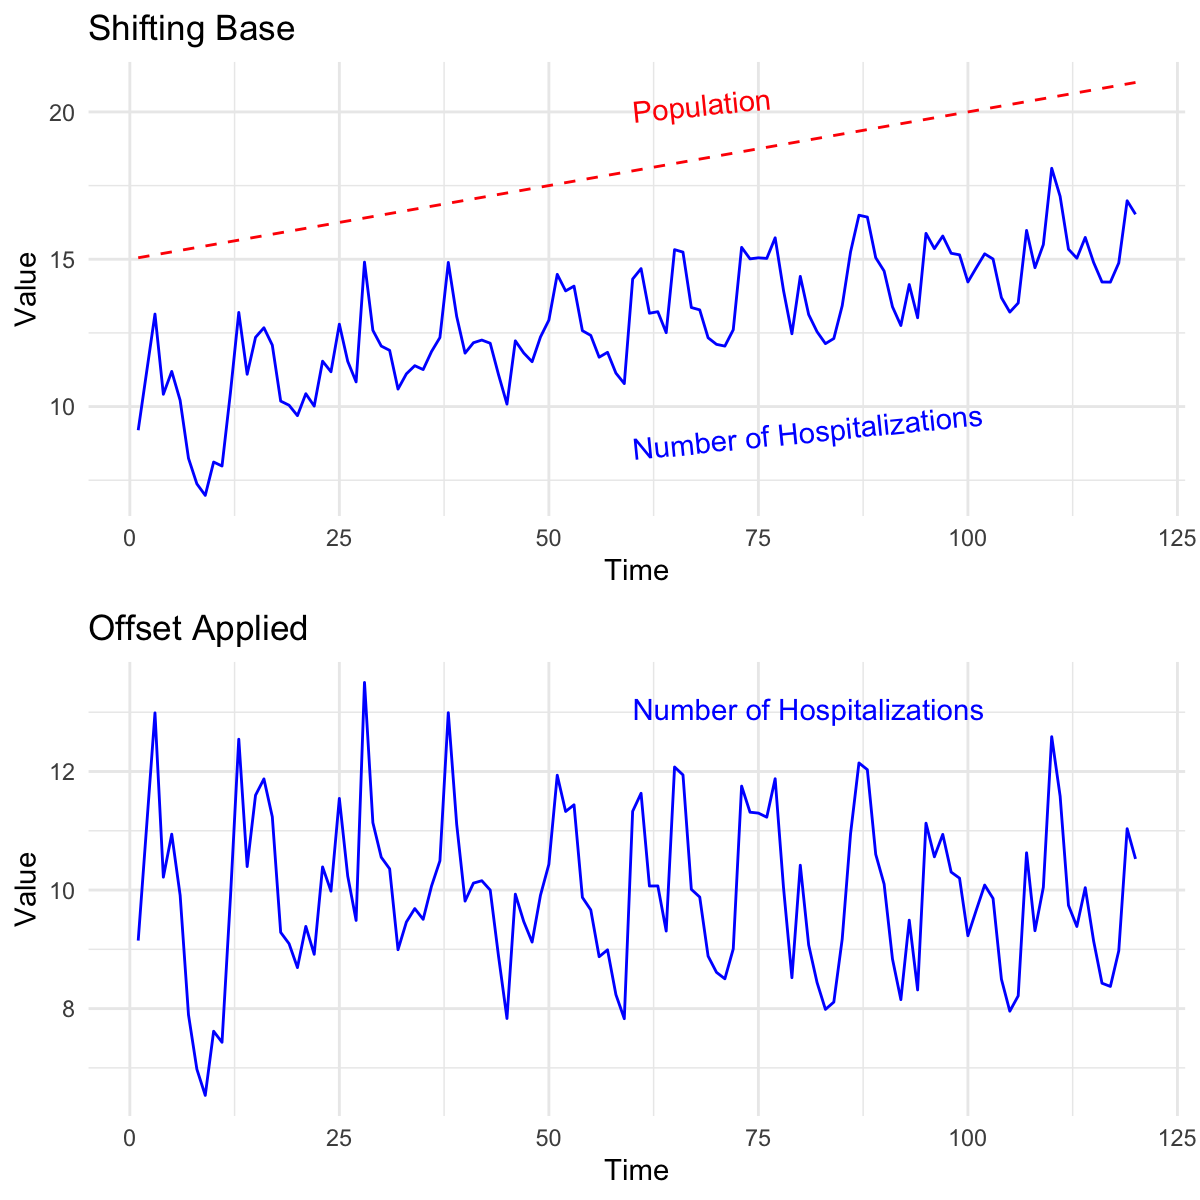 Shifting Base
Population
Number of Hospitalizations
Value
20
15
10
0 25 50 75 100 125
Time
Offset Applied
Number of Hospitalizations
Value
12
10
8
0 25 50 75 100 125
Time